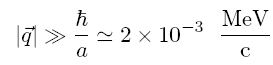 |q⃗| ≫ ℏ/a ≃ 2 × 10⁻³ MeV/c